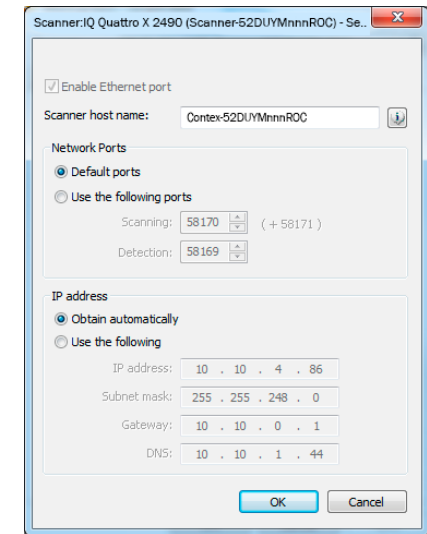 Scanner:IQ Quattro X 2490 (Scanner-52DUYMnnnROC) - Se..
Enable Ethernet port
Scanner host name: Contex-52DUYMnnnROC
Network Ports
Default ports
Use the following ports
Scanning: 58170 ( + 58171 )
Detection: 58169
IP address
Obtain automatically
Use the following
IP address: 10 . 10 . 4 . 86
Subnet mask: 255 . 255 . 248 . 0
Gateway: 10 . 10 . 0 . 1
DNS: 10 . 10 . 1 . 44
OK Cancel